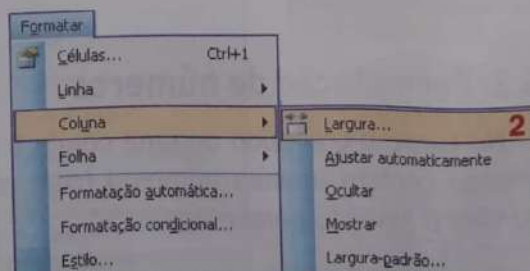 Formatar
Células... Ctrl+1
Linha
Coluna
Folha
Formatação automática...
Formatação condicional...
Estilo...
Largura... 2
Ajustar automaticamente
Ocultar
Mostrar
Largura-padrão...